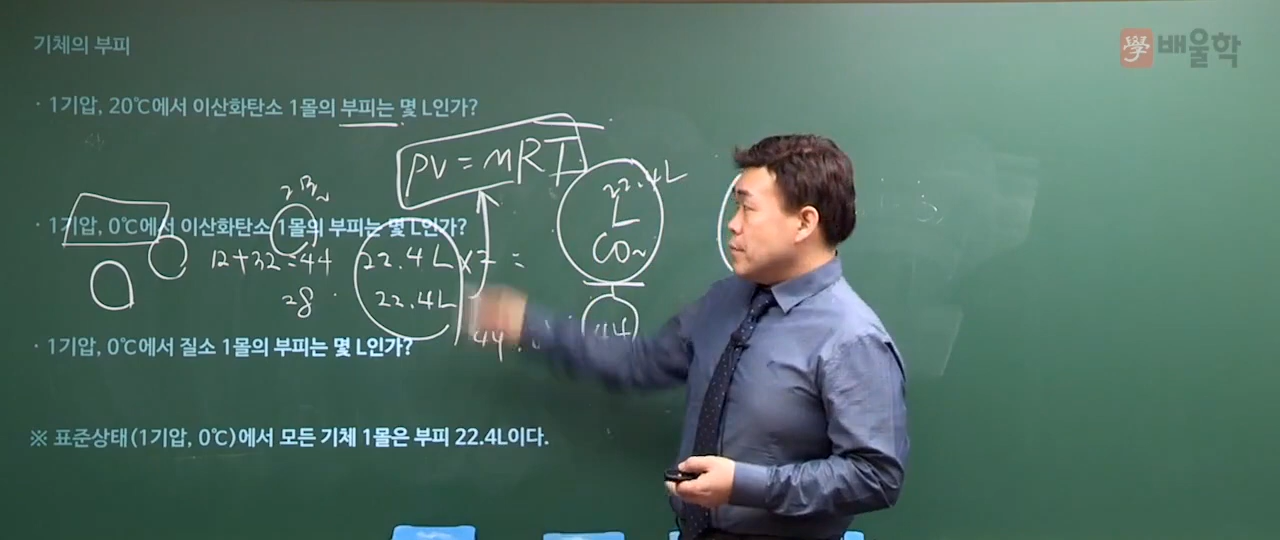 學 배울학
기체의 부피
· 1기압, 20℃에서 이산화탄소 1몰의 부피는 몇 L인가?
PV = nRT
22.4L
L
CO₂
· 1기압, 0℃에서 이산화탄소 1몰의 부피는 몇 L인가?
12+32=44 22.4L ×2 =
28 22.4L
44
· 1기압, 0℃에서 질소 1몰의 부피는 몇 L인가?
※ 표준상태(1기압, 0℃)에서 모든 기체 1몰은 부피 22.4L이다.